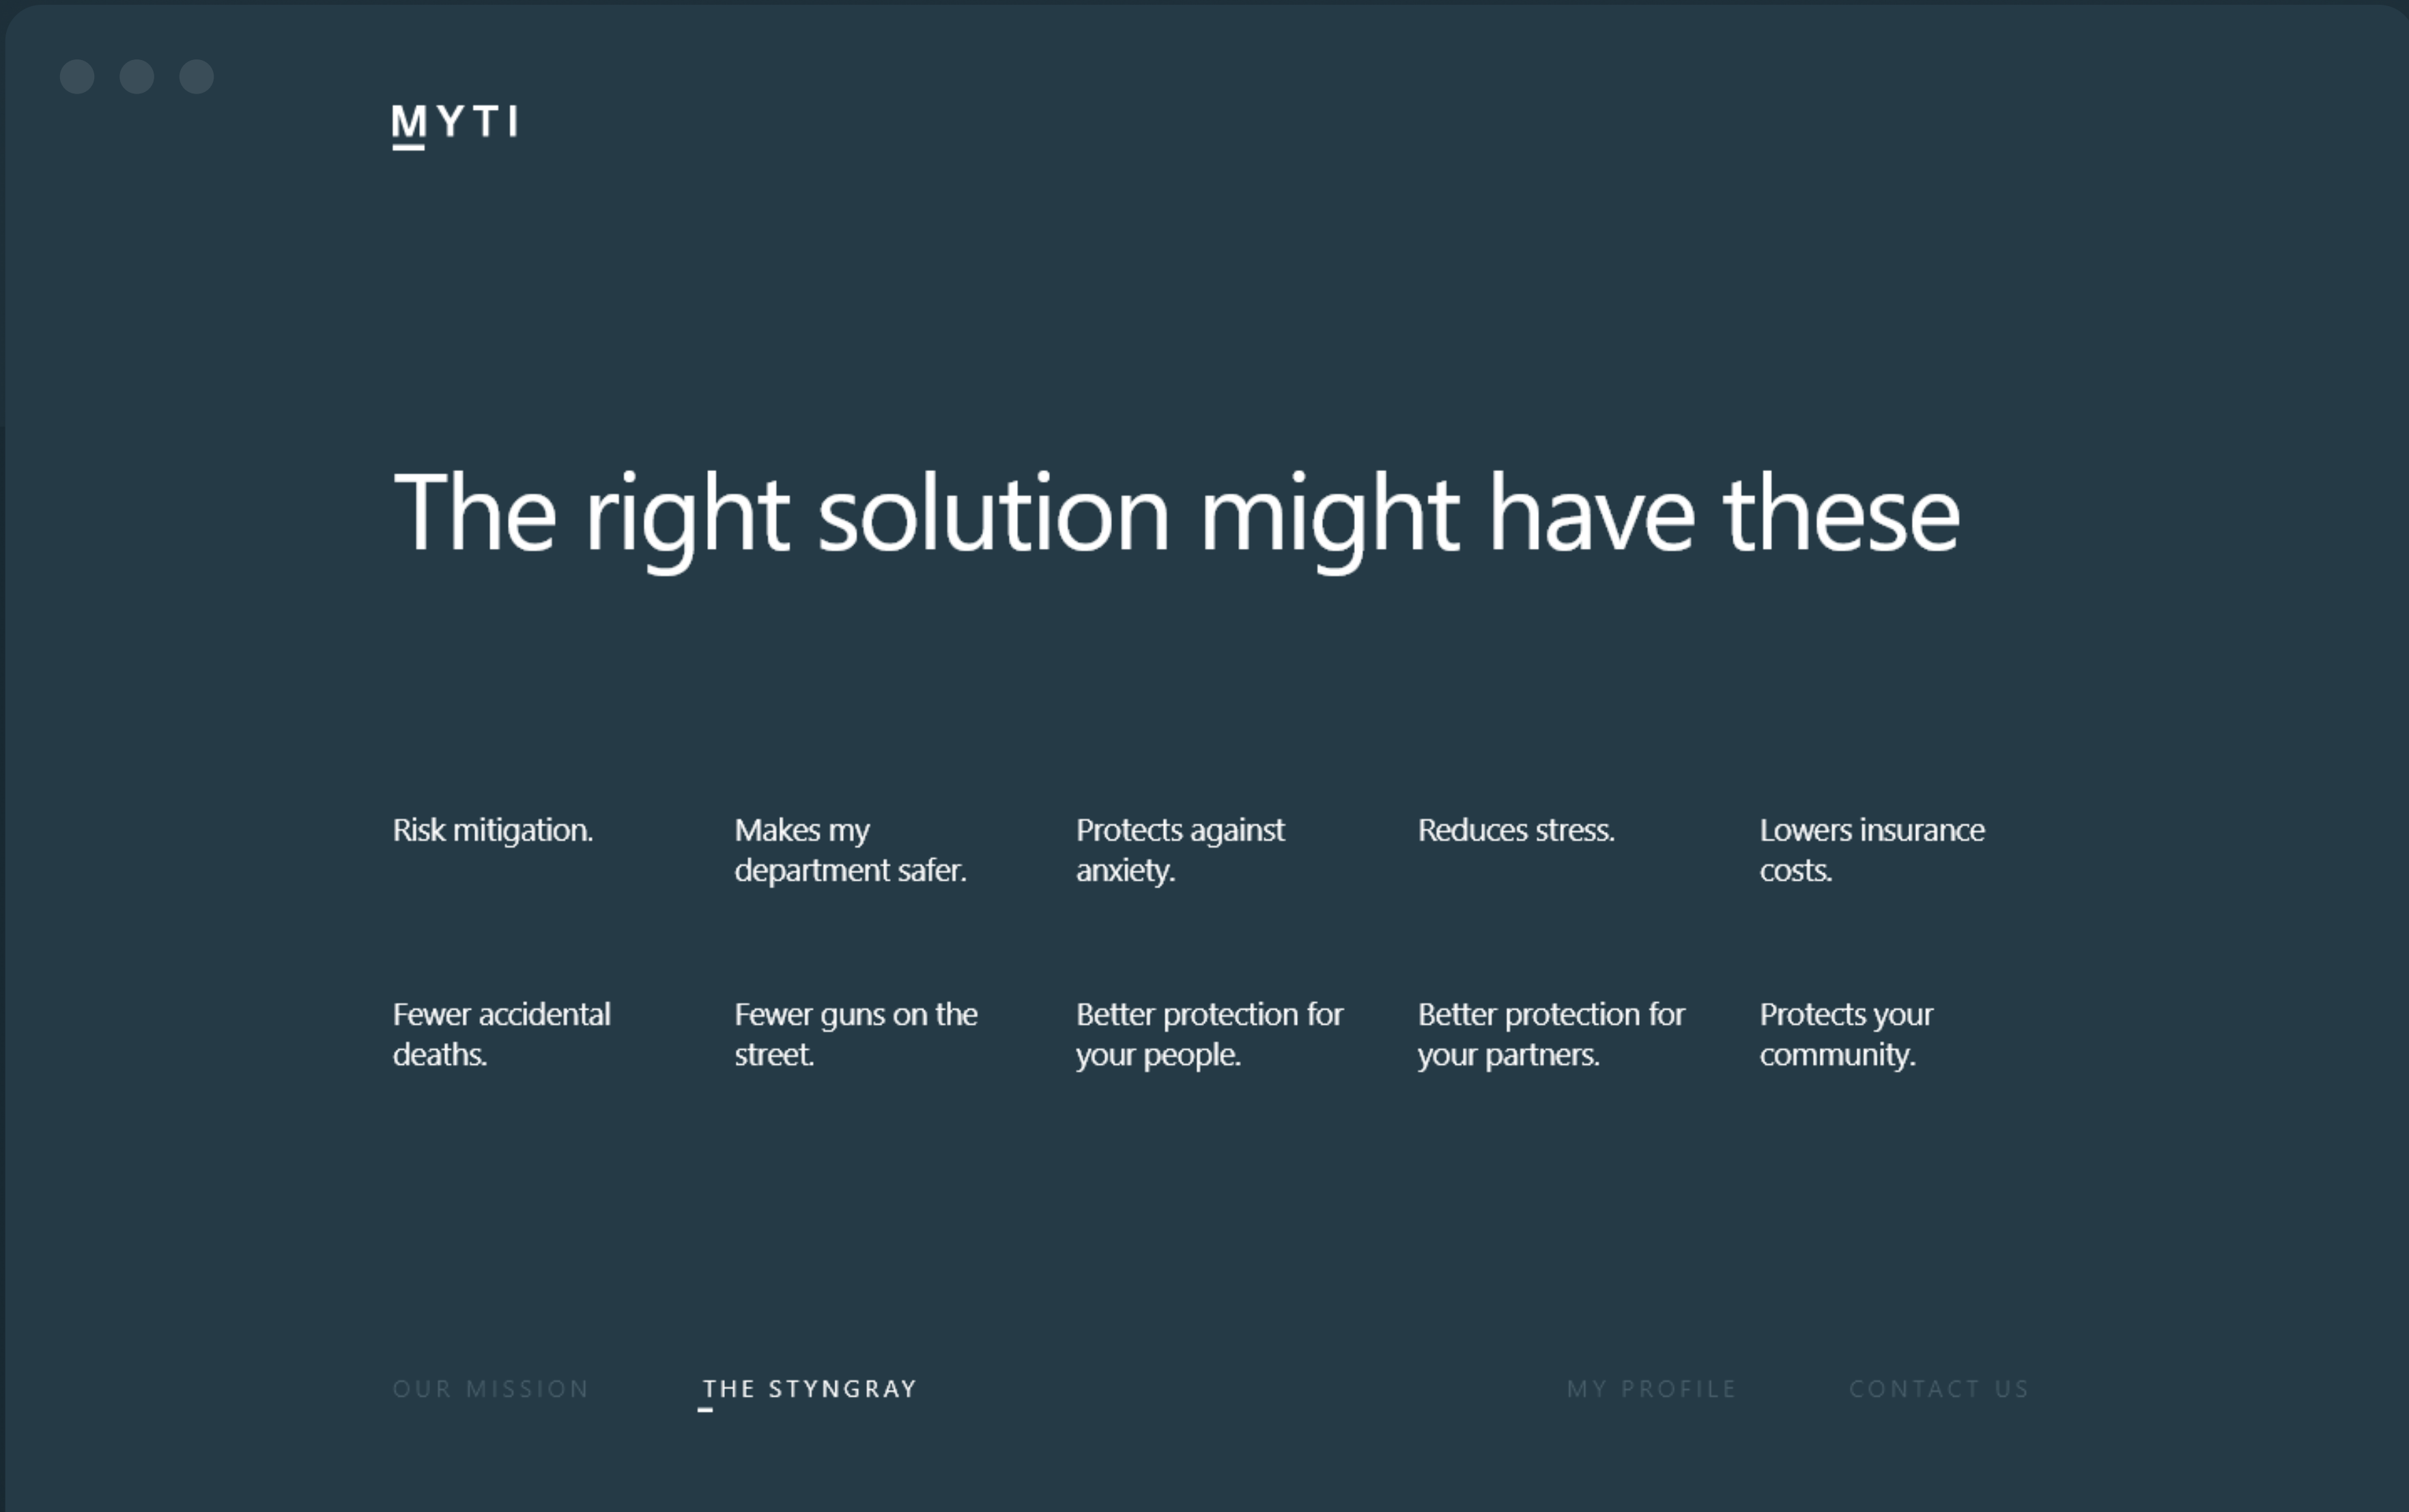 MYTI
The right solution might have these
Risk mitigation.
Makes my
department safer.
Protects against
anxiety.
Reduces stress.
Lowers insurance
costs.
Fewer accidental
deaths.
Fewer guns on the
street.
Better protection for
your people.
Better protection for
your partners.
Protects your
community.
OUR MISSION
THE STYNGRAY
MY PROFILE
CONTACT US